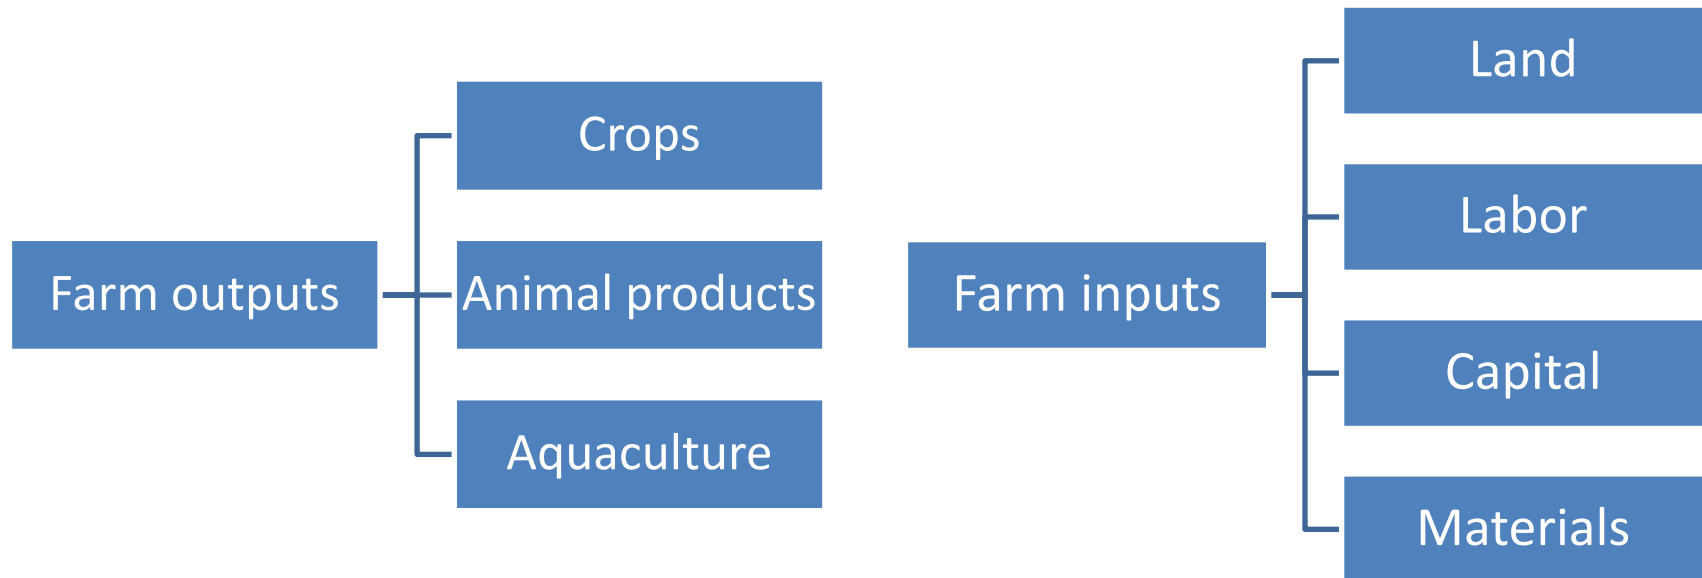 Farm outputs
Crops
Animal products
Aquaculture
Farm inputs
Land
Labor
Capital
Materials